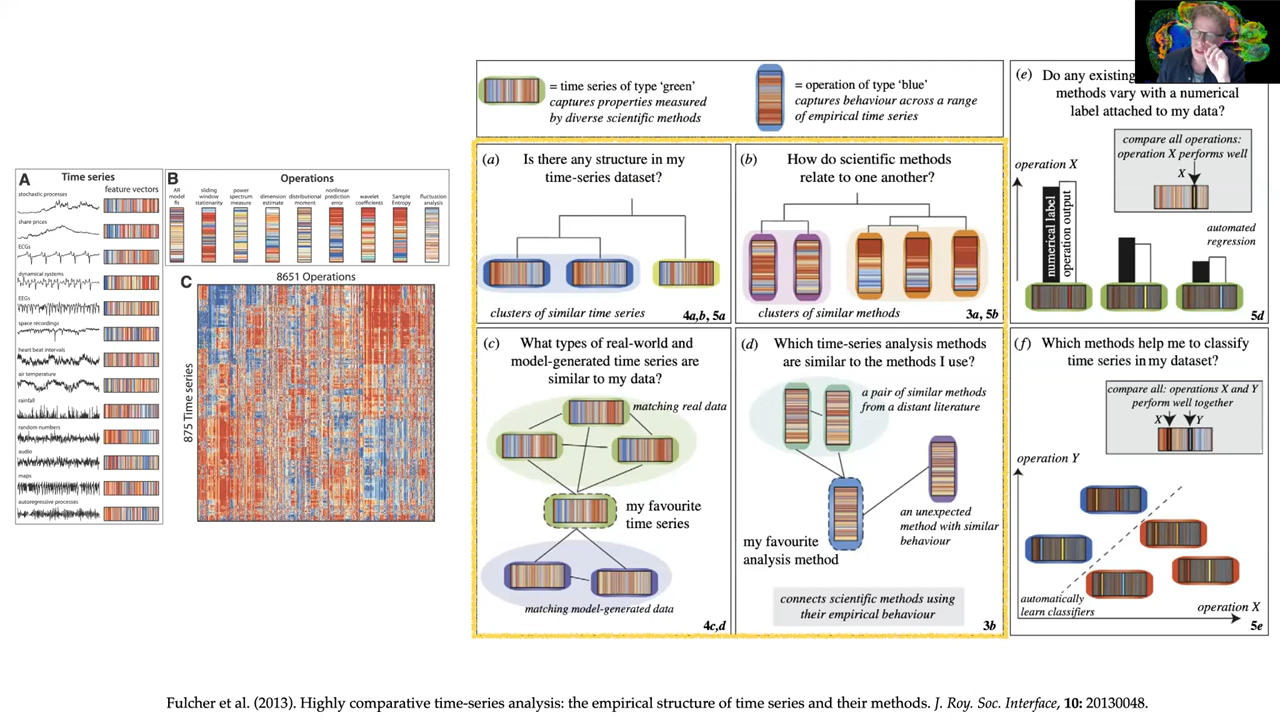 A
Time series
feature vectors
stochastic processes
share prices
ECGs
dynamical systems
EEGs
space recordings
heart beat intervals
air temperature
rainfall
random numbers
audio
maps
autoregressive processes
B
Operations
AR
model
fit
sliding
window
stationarity
power
spectrum
measure
dimension
estimate
distributional
moment
nonlinear
prediction
error
wavelet
coefficients
Sample
Entropy
fluctuation
analysis
C
8651 Operations
875 Time series
= time series of type ‘green’
captures properties measured
by diverse scientific methods
= operation of type ‘blue’
captures behaviour across a range
of empirical time series
(a)
Is there any structure in my
time-series dataset?
clusters of similar time series
4a,b, 5a
(b)
How do scientific methods
relate to one another?
clusters of similar methods
3a, 5b
(c)
What types of real-world and
model-generated time series are
similar to my data?
matching real data
my favourite
time series
matching model-generated data
4c,d
(d)
Which time-series analysis methods
are similar to the methods I use?
a pair of similar methods
from a distant literature
an unexpected
method with similar
behaviour
my favourite
analysis method
connects scientific methods using
their empirical behaviour
3b
(e)
Do any existing
methods vary with a numerical
label attached to my data?
compare all operations:
operation X performs well
X
operation X
numerical label
operation output
automated
regression
5d
(f)
Which methods help me to classify
time series in my dataset?
compare all: operations X and Y
perform well together
X
Y
operation Y
automatically
learn classifiers
operation X
5e
Fulcher et al. (2013). Highly comparative time-series analysis: the empirical structure of time series and their methods. J. Roy. Soc. Interface, 10: 20130048.